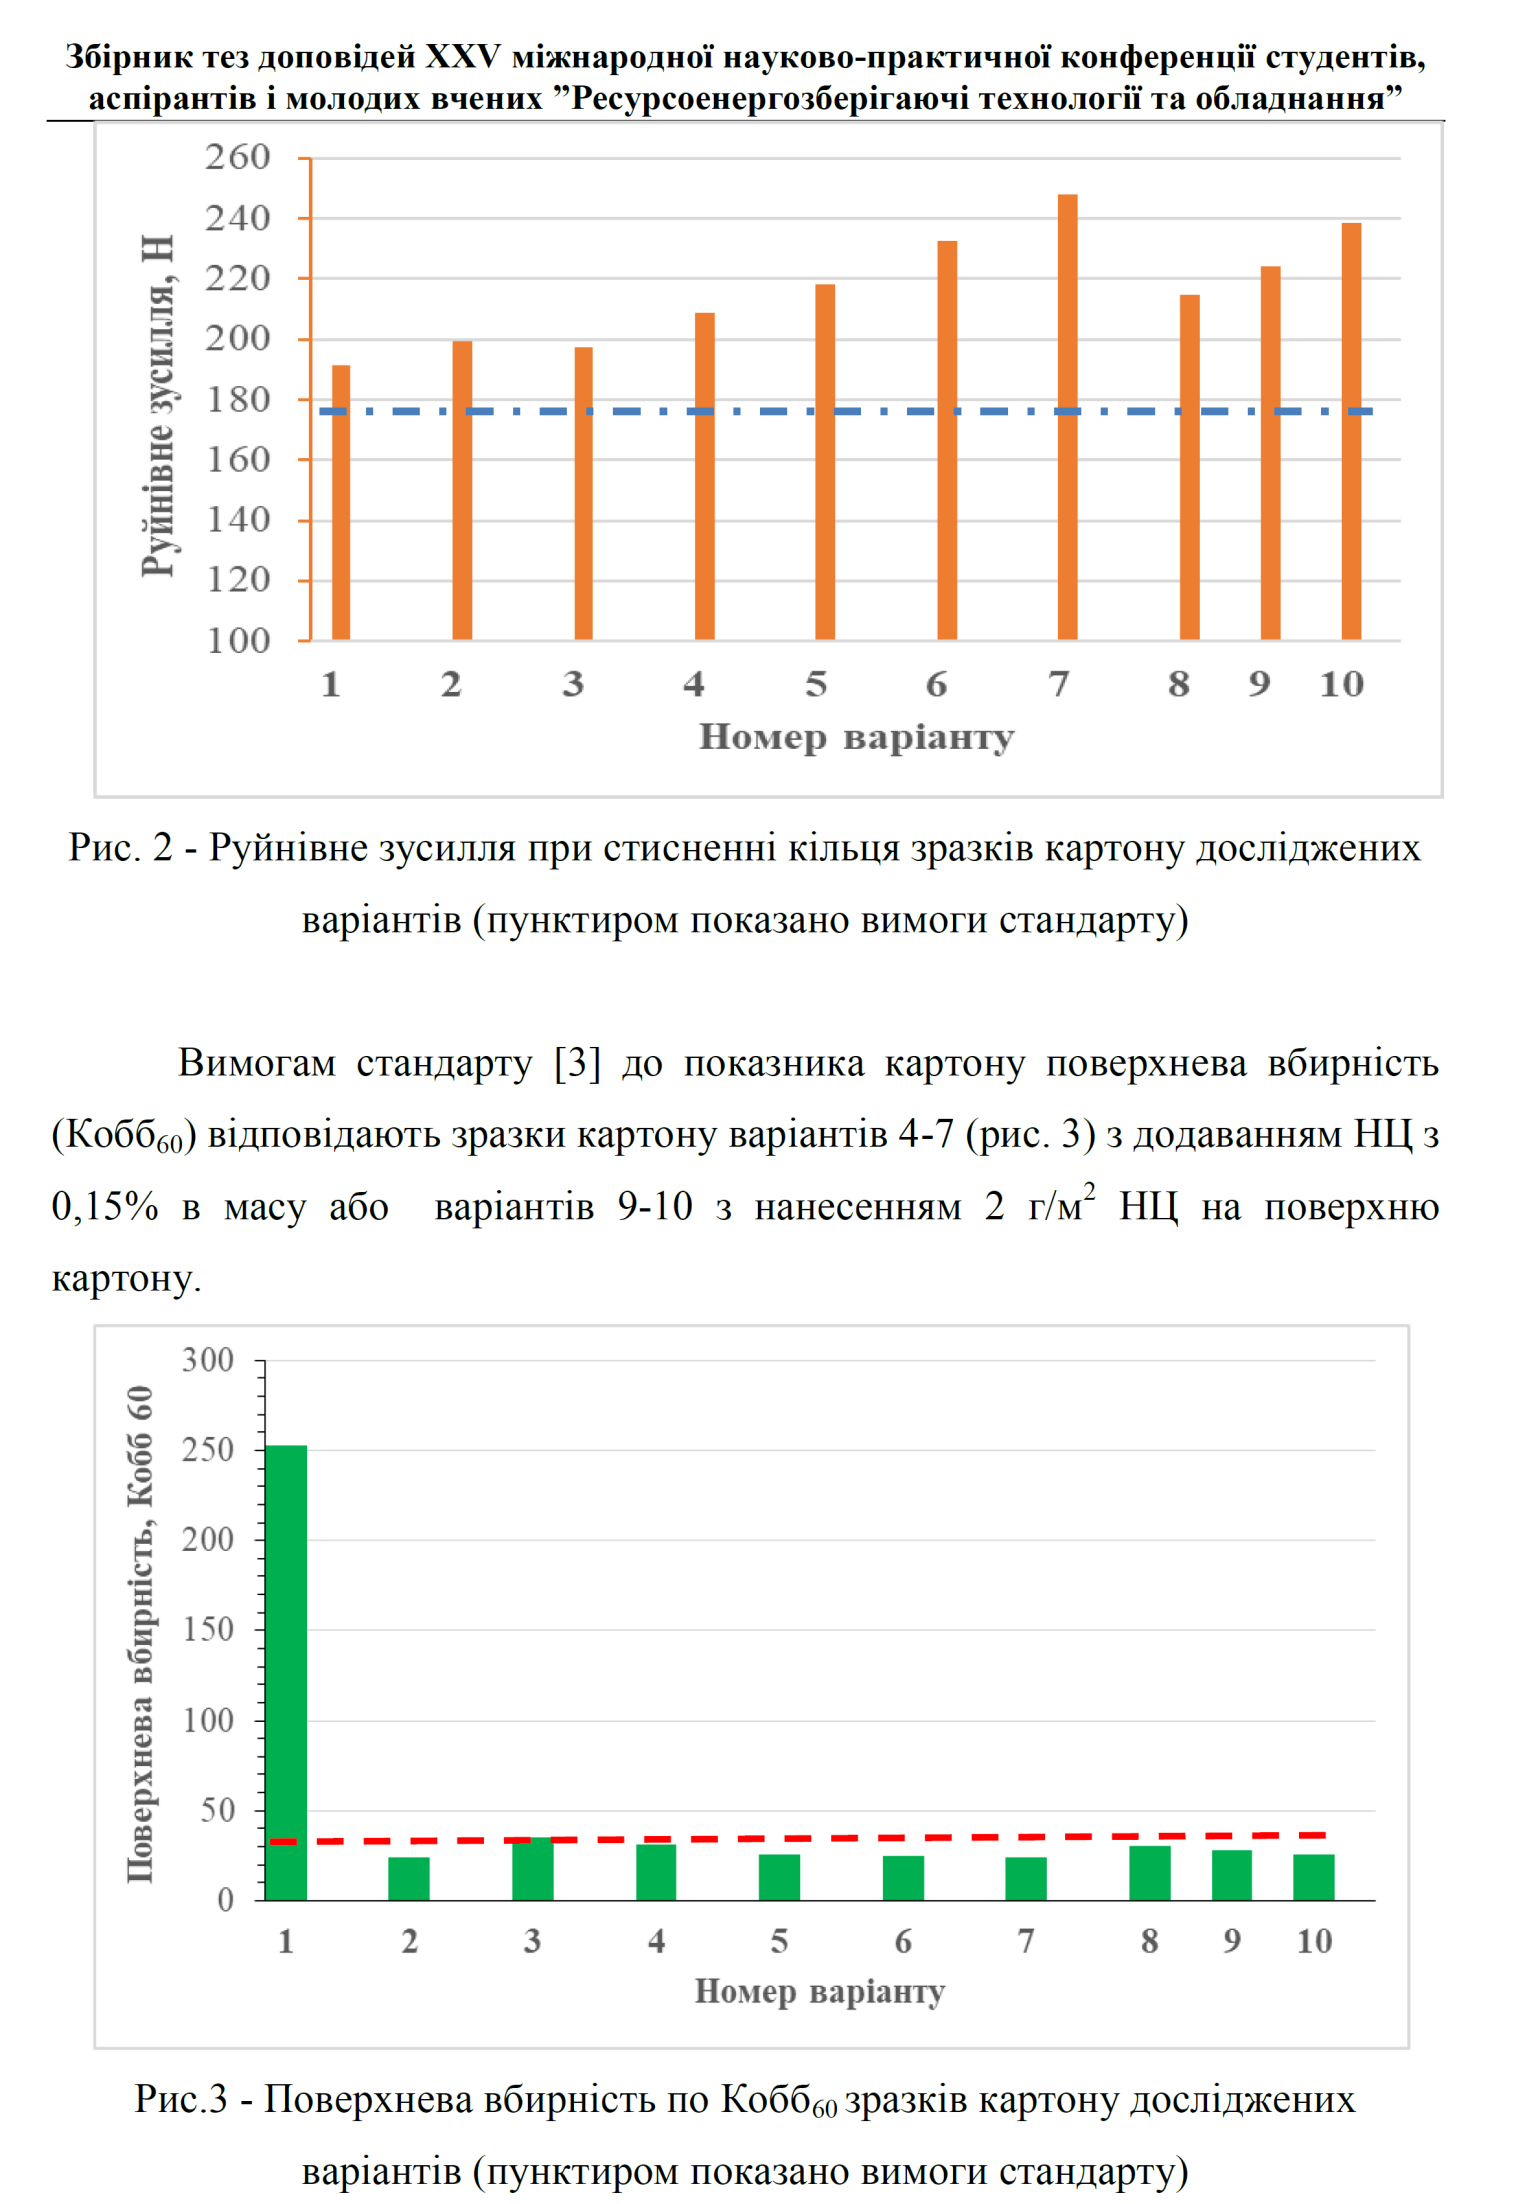 Збірник тез доповідей XXV міжнародної науково-практичної конференції студентів,
аспірантів і молодих вчених ”Ресурсоенергозберігаючі технології та обладнання”
Руйнівне зусилля, Н
260
240
220
200
180
160
140
120
100
1 2 3 4 5 6 7 8 9 10
Номер варіанту
Рис. 2 - Руйнівне зусилля при стисненні кільця зразків картону досліджених
варіантів (пунктиром показано вимоги стандарту)
Вимогам стандарту [3] до показника картону поверхнева вбирність
(Кобб₆₀) відповідають зразки картону варіантів 4-7 (рис. 3) з додаванням НЦ з
0,15% в масу або варіантів 9-10 з нанесенням 2 г/м² НЦ на поверхню
картону.
Поверхнева вбирність, Кобб 60
300
250
200
150
100
50
0
1 2 3 4 5 6 7 8 9 10
Номер варіанту
Рис.3 - Поверхнева вбирність по Кобб₆₀ зразків картону досліджених
варіантів (пунктиром показано вимоги стандарту)